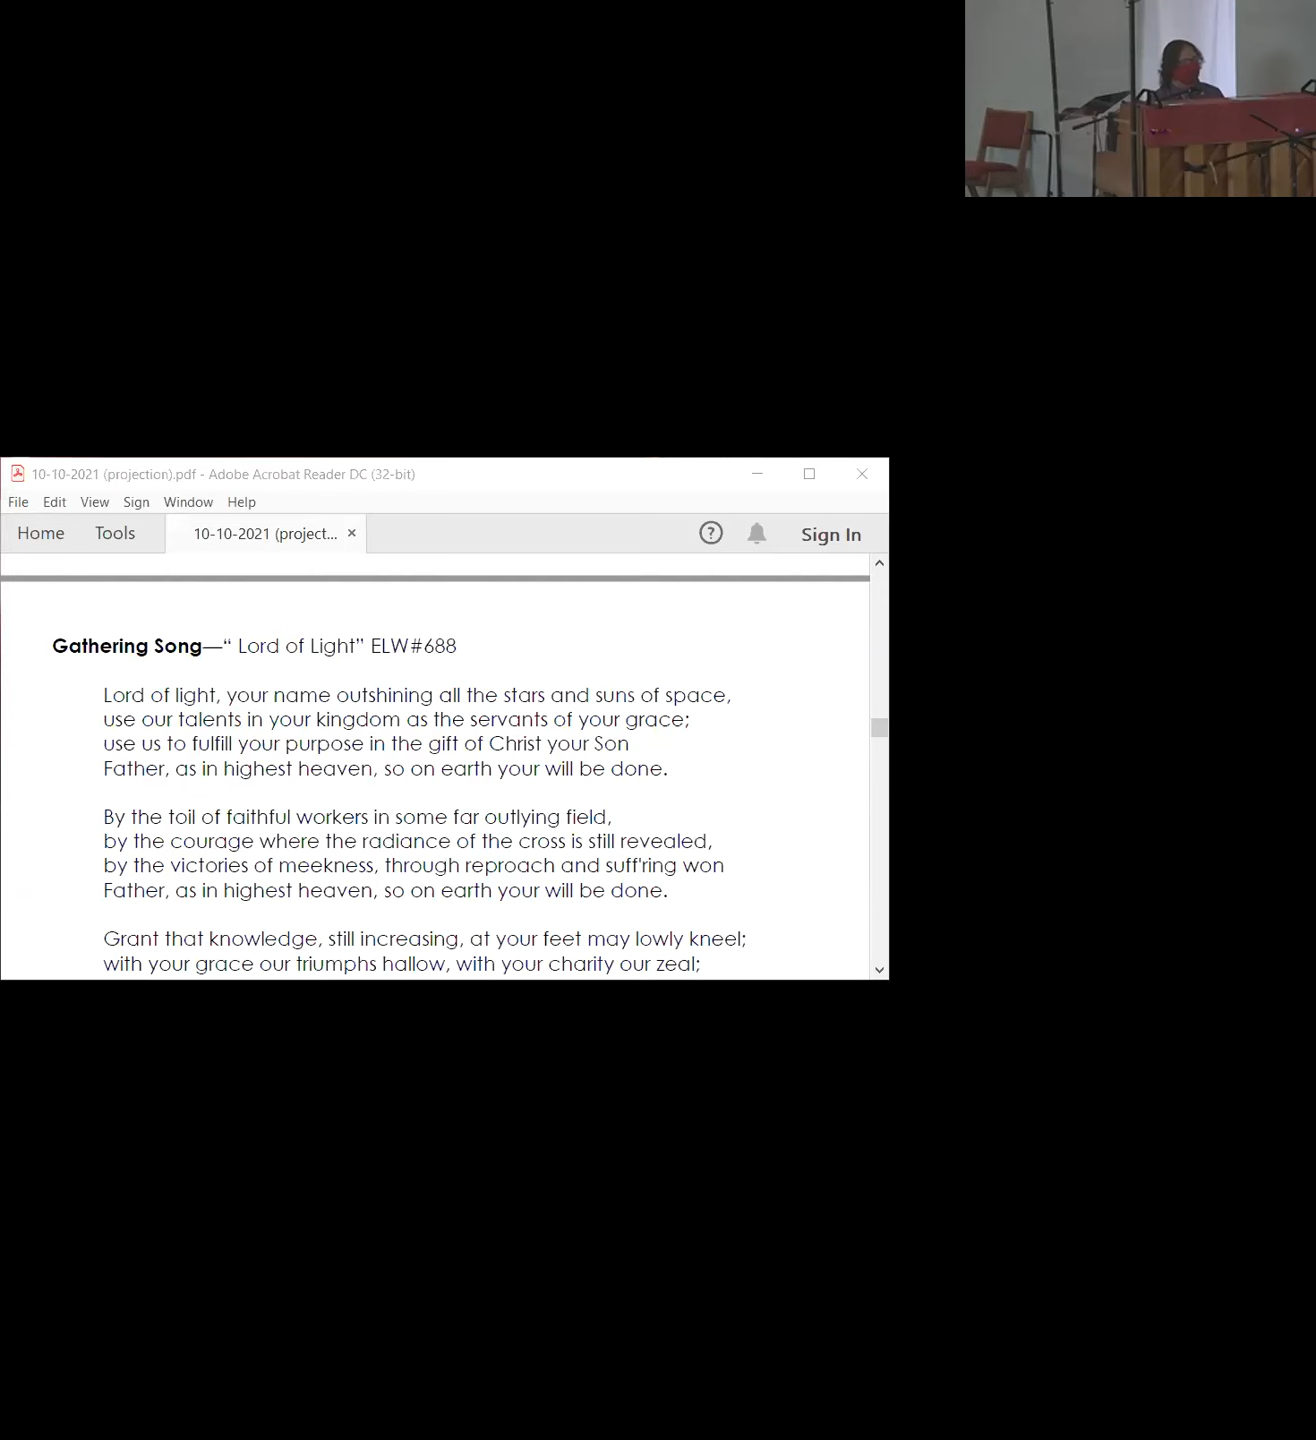 10-10-2021 (projection).pdf - Adobe Acrobat Reader DC (32-bit)
File Edit View Sign Window Help
Home Tools 10-10-2021 (project... × ? Sign In
Gathering Song—“ Lord of Light” ELW#688
Lord of light, your name outshining all the stars and suns of space,
use our talents in your kingdom as the servants of your grace;
use us to fulfill your purpose in the gift of Christ your Son
Father, as in highest heaven, so on earth your will be done.
By the toil of faithful workers in some far outlying field,
by the courage where the radiance of the cross is still revealed,
by the victories of meekness, through reproach and suff'ring won
Father, as in highest heaven, so on earth your will be done.
Grant that knowledge, still increasing, at your feet may lowly kneel;
with your grace our triumphs hallow, with your charity our zeal;